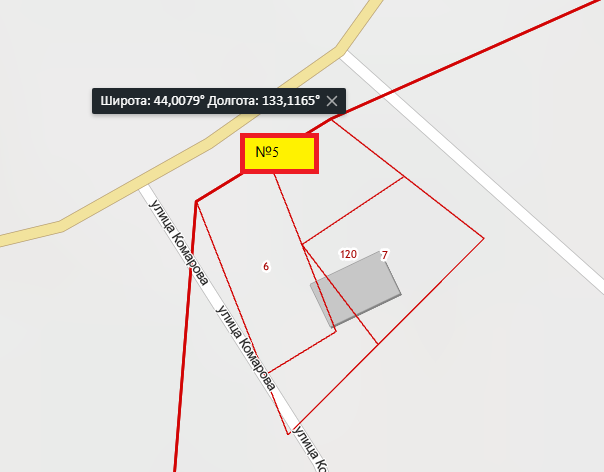 Широта: 44,0079° Долгота: 133,1165° ×
№5
улица Комарова
6
120
7
улица Комарова
улица Ко